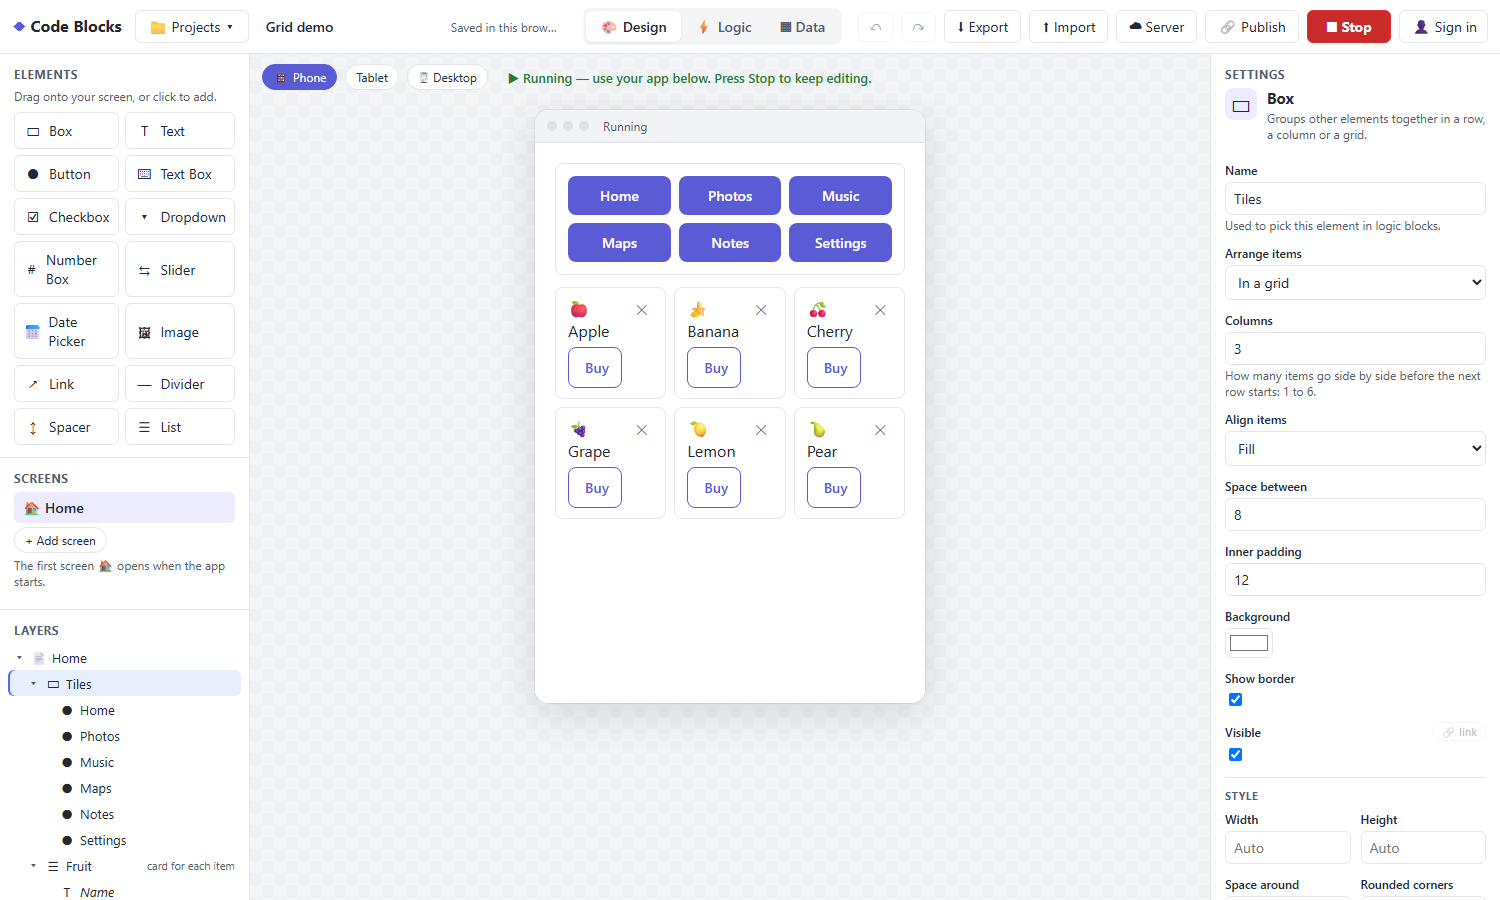 Code Blocks
Projects
Grid demo
Saved in this brow...
Design
Logic
Data
Export
Import
Server
Publish
Stop
Sign in
ELEMENTS
Drag onto your screen, or click to add.
Box
T Text
Button
Text Box
Checkbox
Dropdown
# Number
Box
Slider
Date
Picker
Image
Link
Divider
Spacer
List
SCREENS
Home
+ Add screen
The first screen opens when the app
starts.
LAYERS
Home
Tiles
Home
Photos
Music
Maps
Notes
Settings
Fruit card for each item
T Name
Phone
Tablet
Desktop
Running — use your app below. Press Stop to keep editing.
Running
Home Photos Music
Maps Notes Settings
Apple Banana Cherry
Buy Buy Buy
Grape Lemon Pear
Buy Buy Buy
SETTINGS
Box
Groups other elements together in a row,
a column or a grid.
Name
Tiles
Used to pick this element in logic blocks.
Arrange items
In a grid
Columns
3
How many items go side by side before the next
row starts: 1 to 6.
Align items
Fill
Space between
8
Inner padding
12
Background
Show border
Visible link
STYLE
Width Height
Auto Auto
Space around Rounded corners